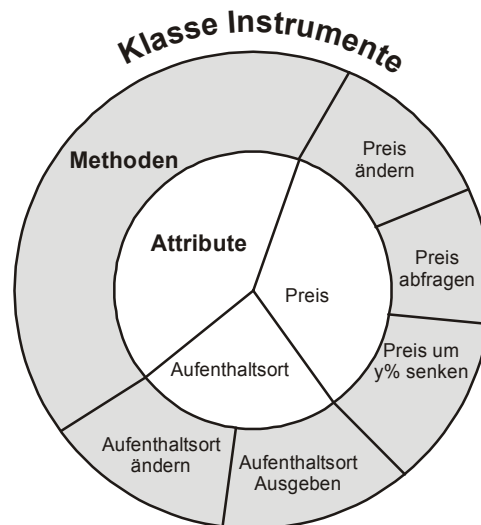 Klasse Instrumente
Methoden
Attribute
Preis
ändern
Preis
abfragen
Preis
Preis um
y% senken
Aufenthaltsort
Aufenthaltsort
ändern
Aufenthaltsort
Ausgeben